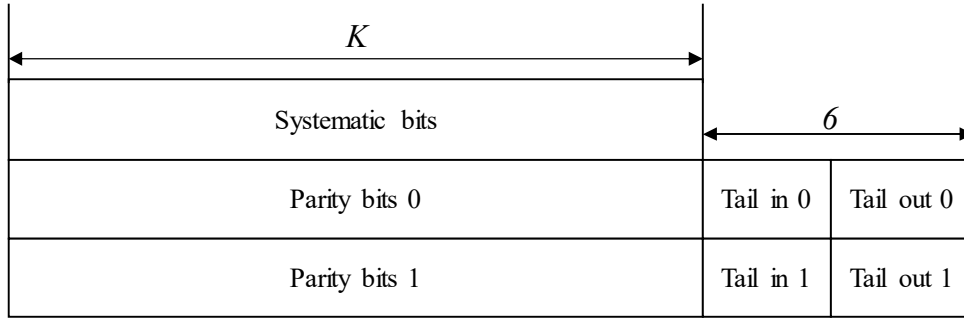 K
Systematic bits
6
Parity bits 0 Tail in 0 Tail out 0
Parity bits 1 Tail in 1 Tail out 1